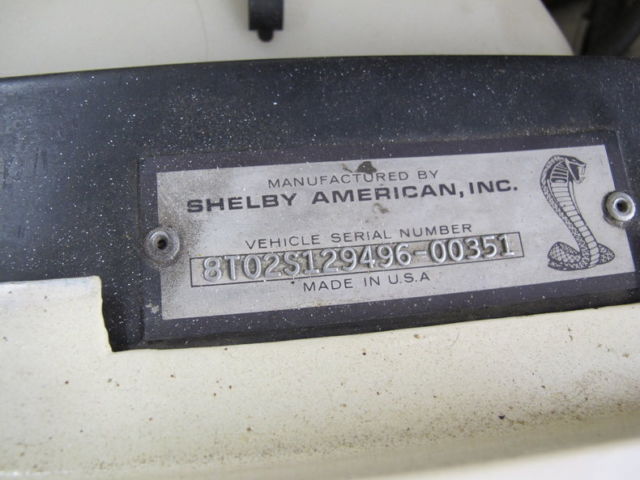 MANUFACTURED BY
SHELBY AMERICAN, INC.
VEHICLE SERIAL NUMBER
8T02S129496-00351
MADE IN U.S.A